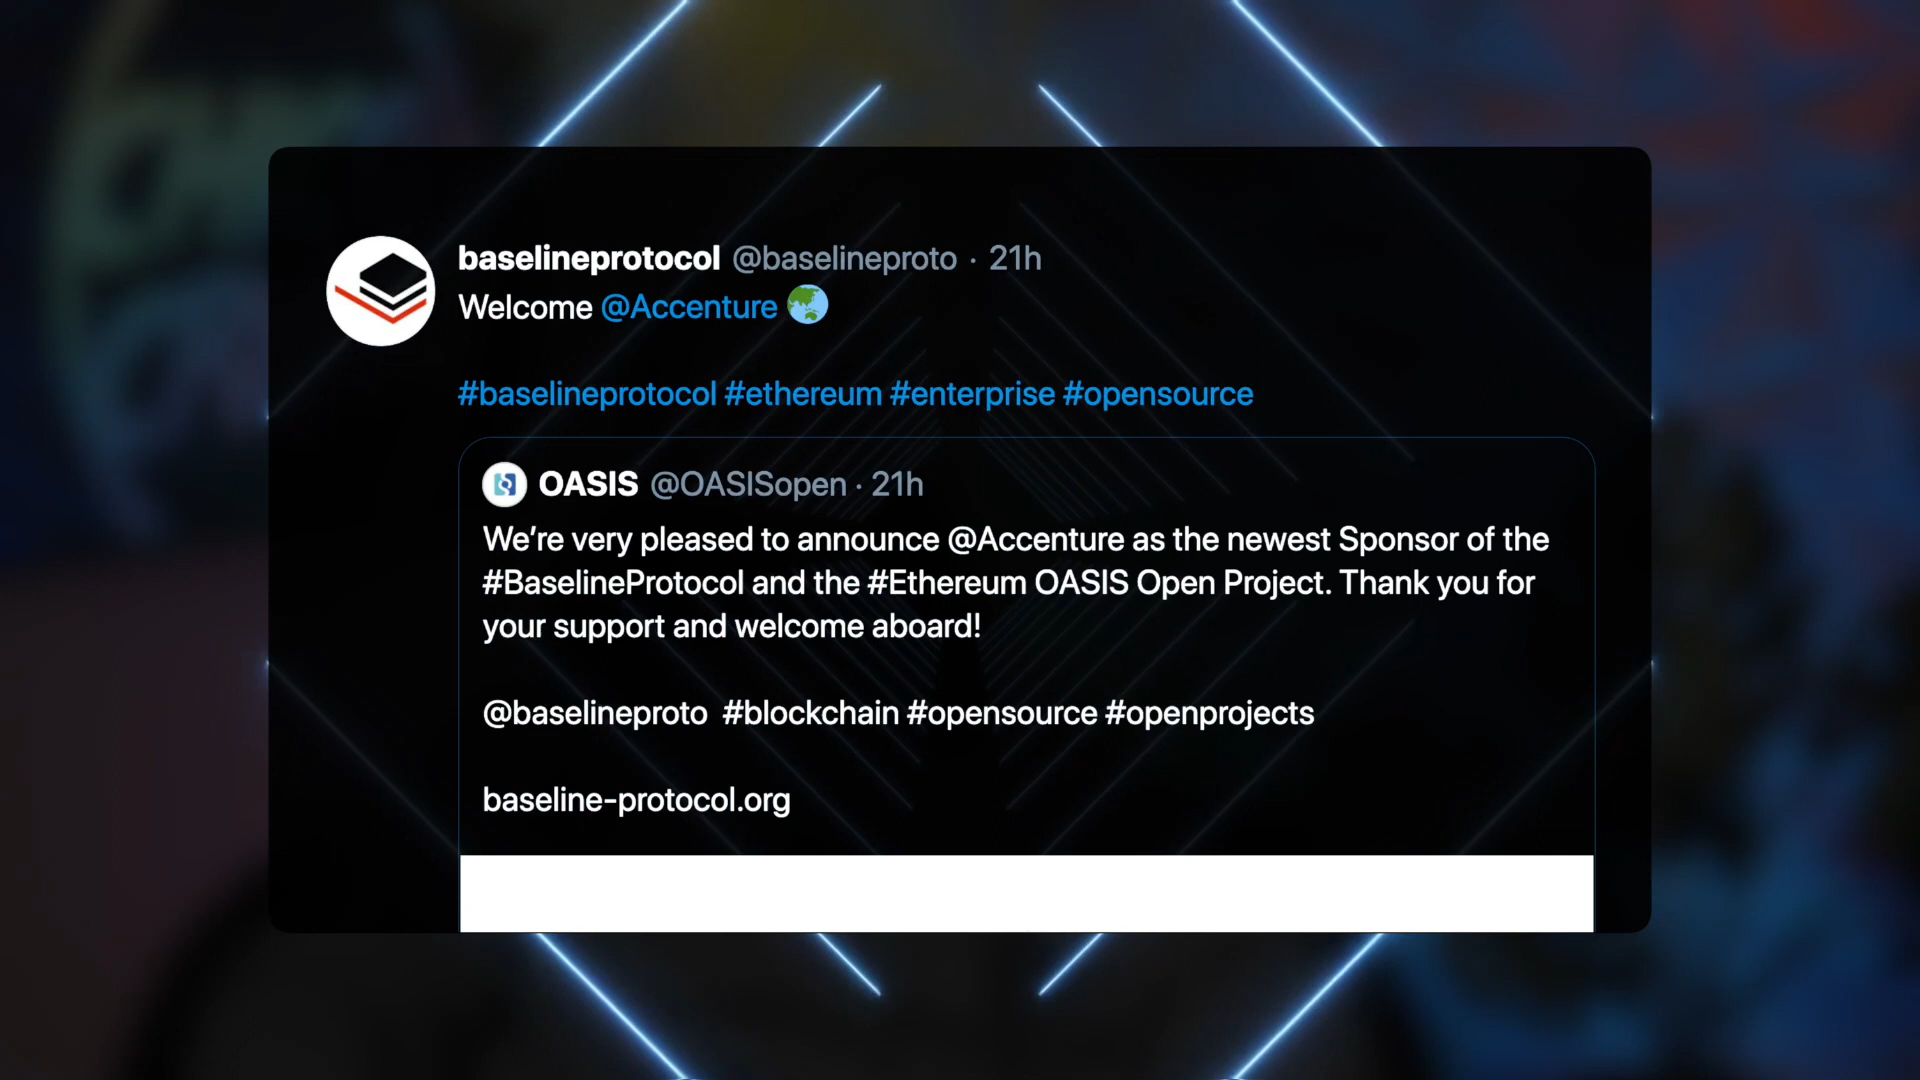 baselineprotocol @baselineproto · 21h
Welcome @Accenture 🌏
#baselineprotocol #ethereum #enterprise #opensource
OASIS @OASISopen · 21h
We’re very pleased to announce @Accenture as the newest Sponsor of the
#BaselineProtocol and the #Ethereum OASIS Open Project. Thank you for
your support and welcome aboard!
@baselineproto #blockchain #opensource #openprojects
baseline-protocol.org